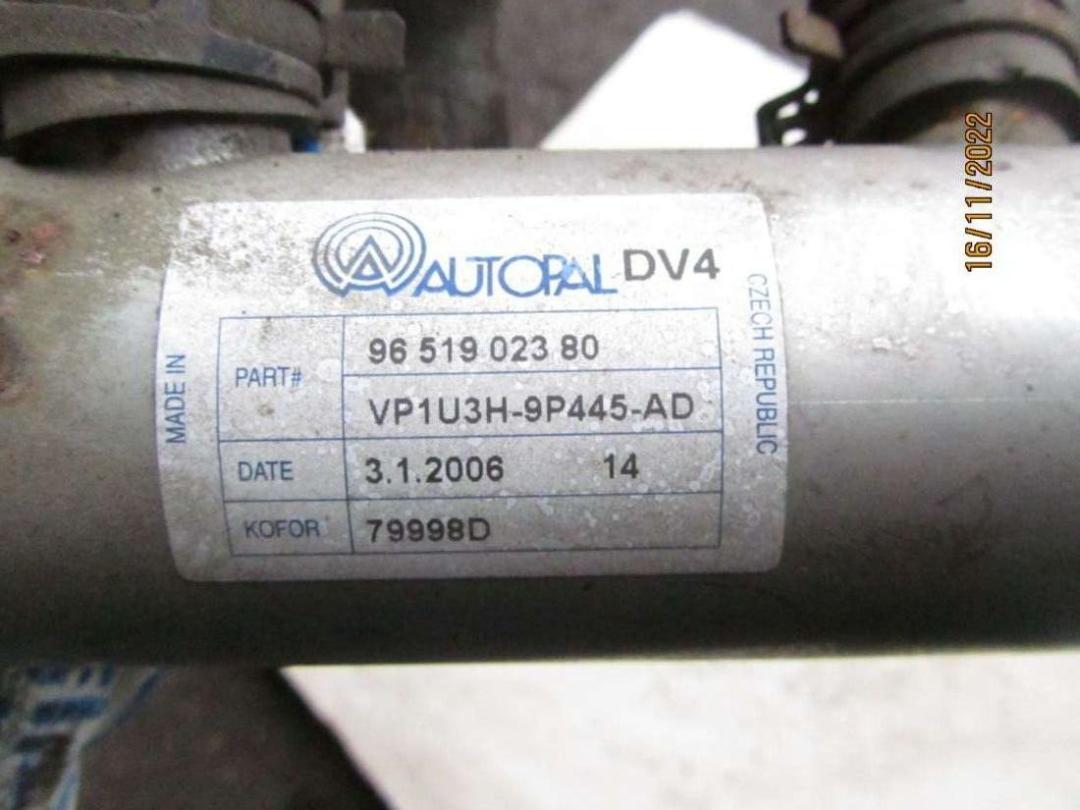 AUTOPAL DV4
MADE IN
CZECH REPUBLIC
PART#
96 519 023 80
VP1U3H-9P445-AD
DATE
3.1.2006 14
KOFOR
79998D
16/11/2022